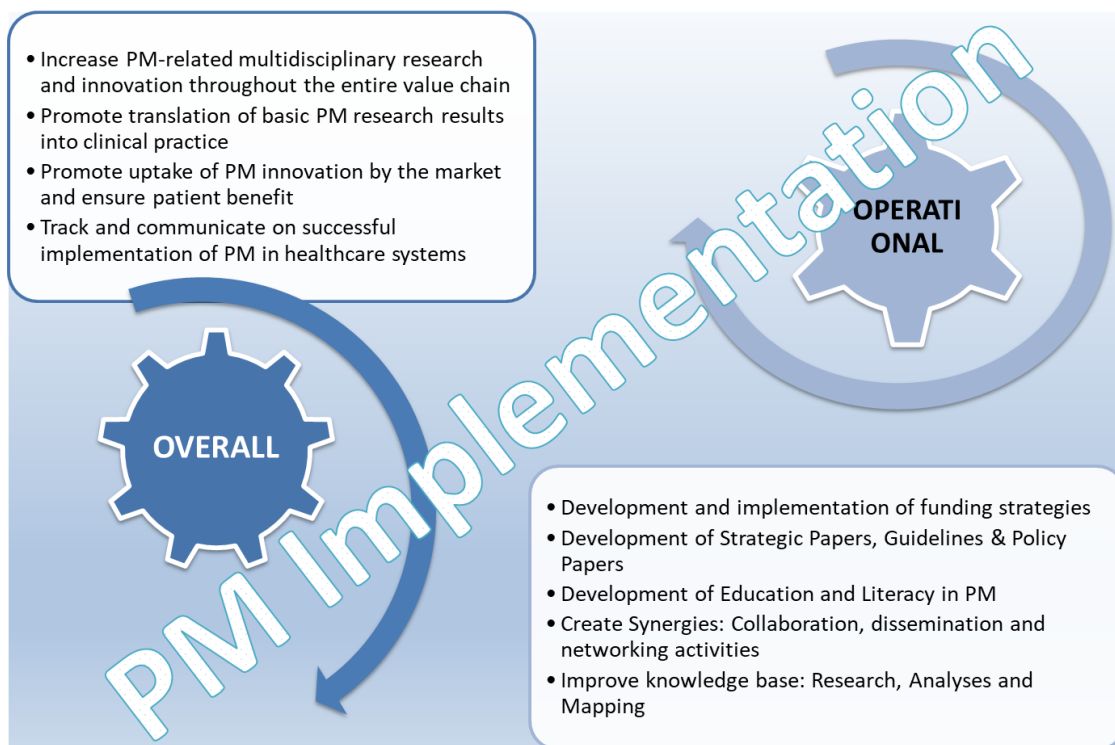 • Increase PM-related multidisciplinary research
and innovation throughout the entire value chain
• Promote translation of basic PM research results
into clinical practice
• Promote uptake of PM innovation by the market
and ensure patient benefit
• Track and communicate on successful
implementation of PM in healthcare systems
OPERATI
ONAL
OVERALL
PM Implementation
• Development and implementation of funding strategies
• Development of Strategic Papers, Guidelines & Policy
Papers
• Development of Education and Literacy in PM
• Create Synergies: Collaboration, dissemination and
networking activities
• Improve knowledge base: Research, Analyses and
Mapping